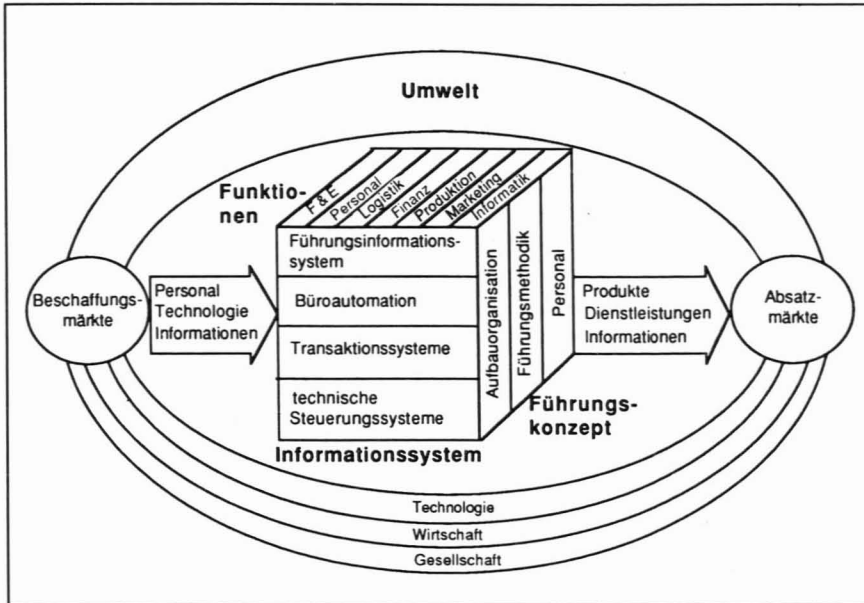 Umwelt
Funktio-
nen
F & E
Personal
Logistik
Finanz
Produktion
Marketing
Informatik
Führungsinformations-
system
Büroautomation
Transaktionssysteme
technische
Steuerungssysteme
Informationssystem
Aufbauorganisation
Führungsmethodik
Personal
Führungs-
konzept
Beschaffungs-
märkte
Personal
Technologie
Informationen
Produkte
Dienstleistungen
Informationen
Absatz-
märkte
Technologie
Wirtschaft
Gesellschaft